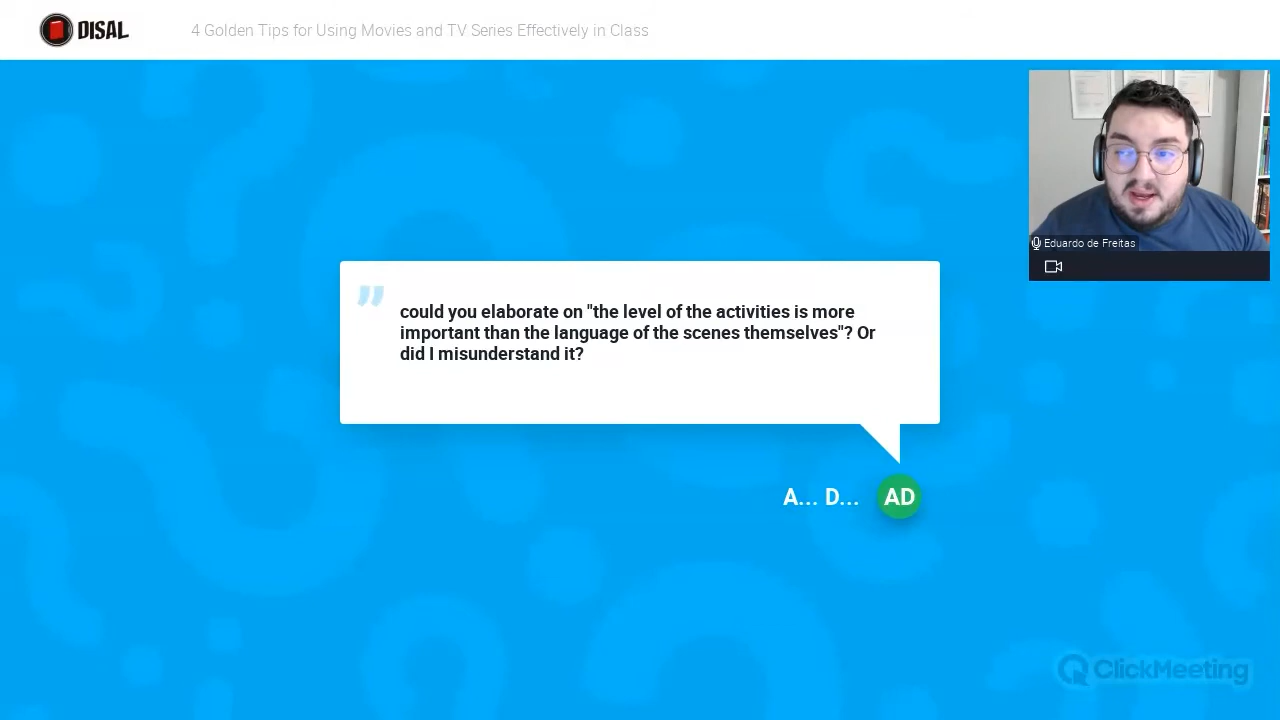 DISAL
4 Golden Tips for Using Movies and TV Series Effectively in Class
Eduardo de Freitas
could you elaborate on "the level of the activities is more
important than the language of the scenes themselves"? Or
did I misunderstand it?
A... D...
AD
ClickMeeting